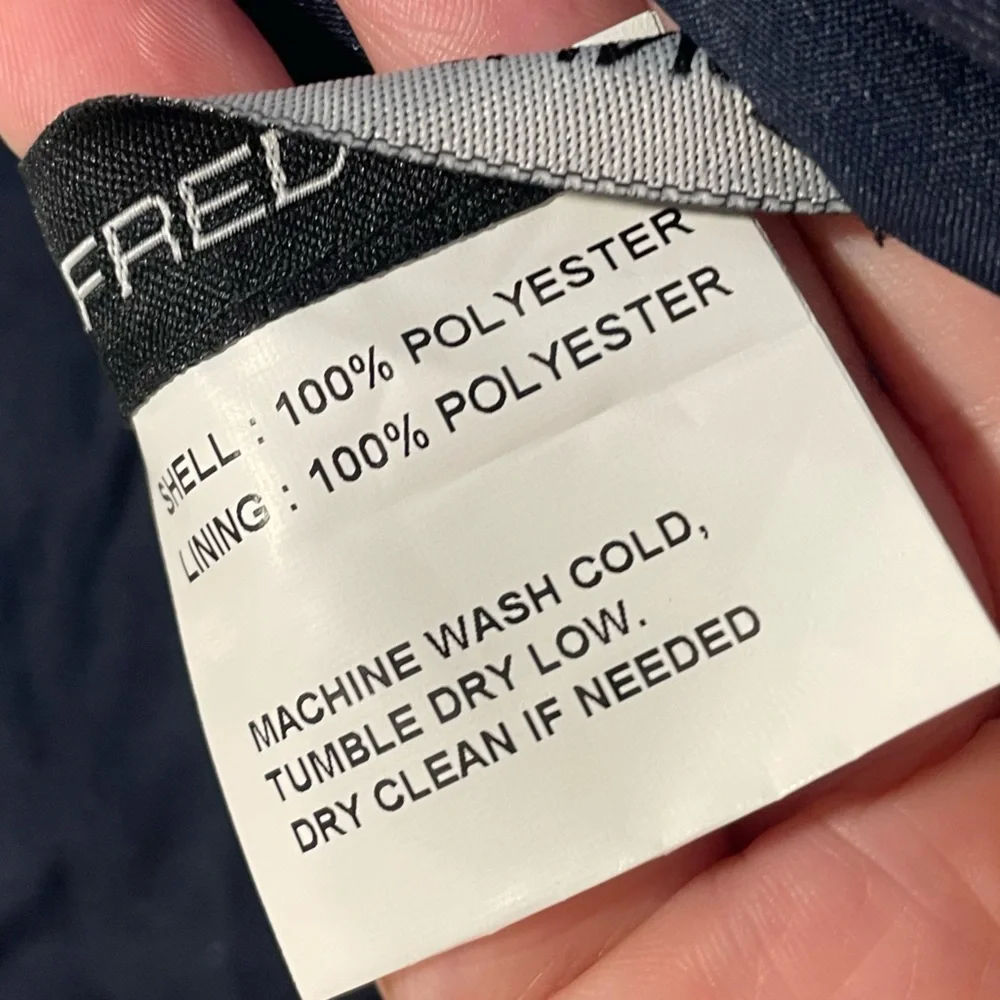 FRED
SHELL : 100% POLYESTER
LINING : 100% POLYESTER
MACHINE WASH COLD,
TUMBLE DRY LOW.
DRY CLEAN IF NEEDED